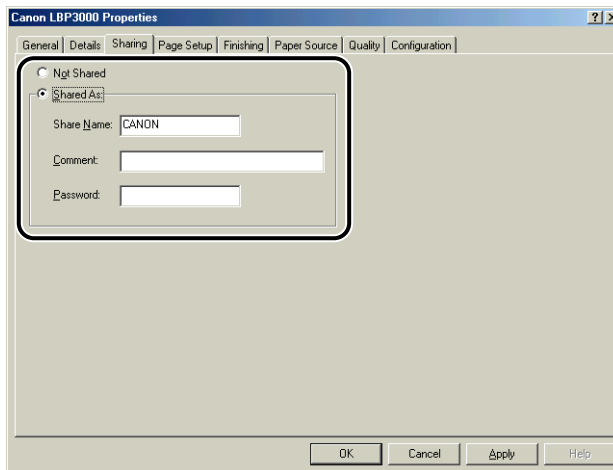 Canon LBP3000 Properties
General Details Sharing Page Setup Finishing Paper Source Quality Configuration
Not Shared
Shared As:
Share Name: CANON
Comment:
Password:
OK Cancel Apply Help